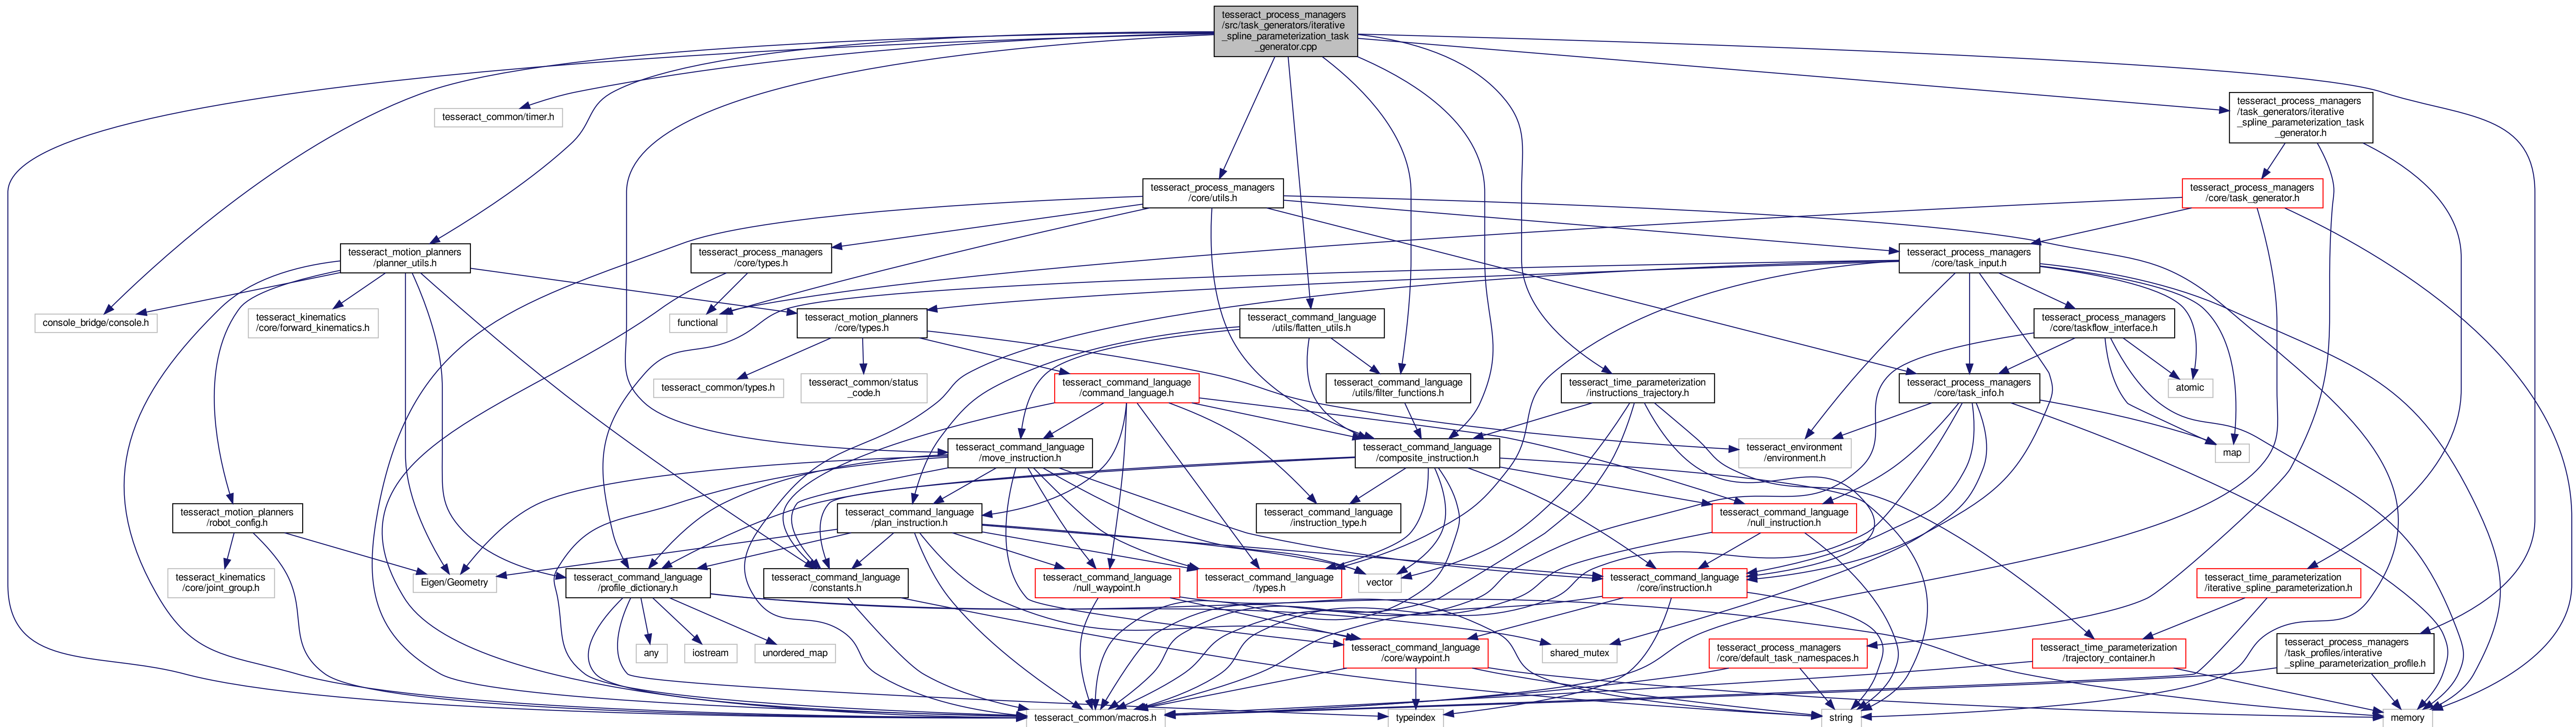 tesseract_process_managers
/src/task_generators/iterative
_spline_parameterization_task
_generator.cpp
tesseract_common/timer.h
tesseract_process_managers
/task_generators/iterative
_spline_parameterization_task
_generator.h
tesseract_process_managers
/core/utils.h
tesseract_process_managers
/core/task_generator.h
tesseract_motion_planners
/planner_utils.h
tesseract_process_managers
/core/types.h
tesseract_process_managers
/core/task_input.h
console_bridge/console.h
tesseract_kinematics
/core/forward_kinematics.h
functional
tesseract_motion_planners
/core/types.h
tesseract_command_language
/utils/flatten_utils.h
tesseract_process_managers
/core/taskflow_interface.h
tesseract_common/types.h
tesseract_common/status
_code.h
tesseract_command_language
/command_language.h
tesseract_command_language
/utils/filter_functions.h
tesseract_time_parameterization
/instructions_trajectory.h
tesseract_process_managers
/core/task_info.h
atomic
tesseract_command_language
/move_instruction.h
tesseract_command_language
/composite_instruction.h
tesseract_environment
/environment.h
map
tesseract_motion_planners
/robot_config.h
tesseract_command_language
/plan_instruction.h
tesseract_command_language
/instruction_type.h
tesseract_command_language
/null_instruction.h
tesseract_kinematics
/core/joint_group.h
Eigen/Geometry
tesseract_command_language
/profile_dictionary.h
tesseract_command_language
/constants.h
tesseract_command_language
/null_waypoint.h
tesseract_command_language
/types.h
vector
tesseract_command_language
/core/instruction.h
tesseract_time_parameterization
/iterative_spline_parameterization.h
any
iostream
unordered_map
tesseract_command_language
/core/waypoint.h
shared_mutex
tesseract_process_managers
/core/default_task_namespaces.h
tesseract_time_parameterization
/trajectory_container.h
tesseract_process_managers
/task_profiles/iterative
_spline_parameterization_profile.h
tesseract_common/macros.h
typeindex
string
memory